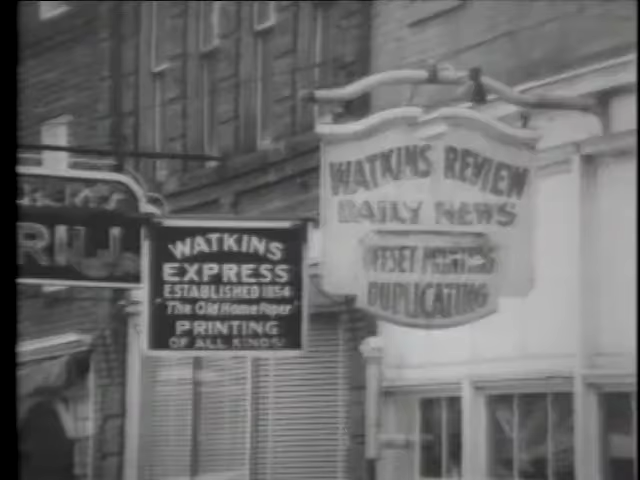 WATKINS
EXPRESS
ESTABLISHED 1854
"The Old Home Paper"
PRINTING
OF ALL KINDS!
WATKINS REVIEW
DAILY NEWS
OFFSET PRINTING
DUPLICATING